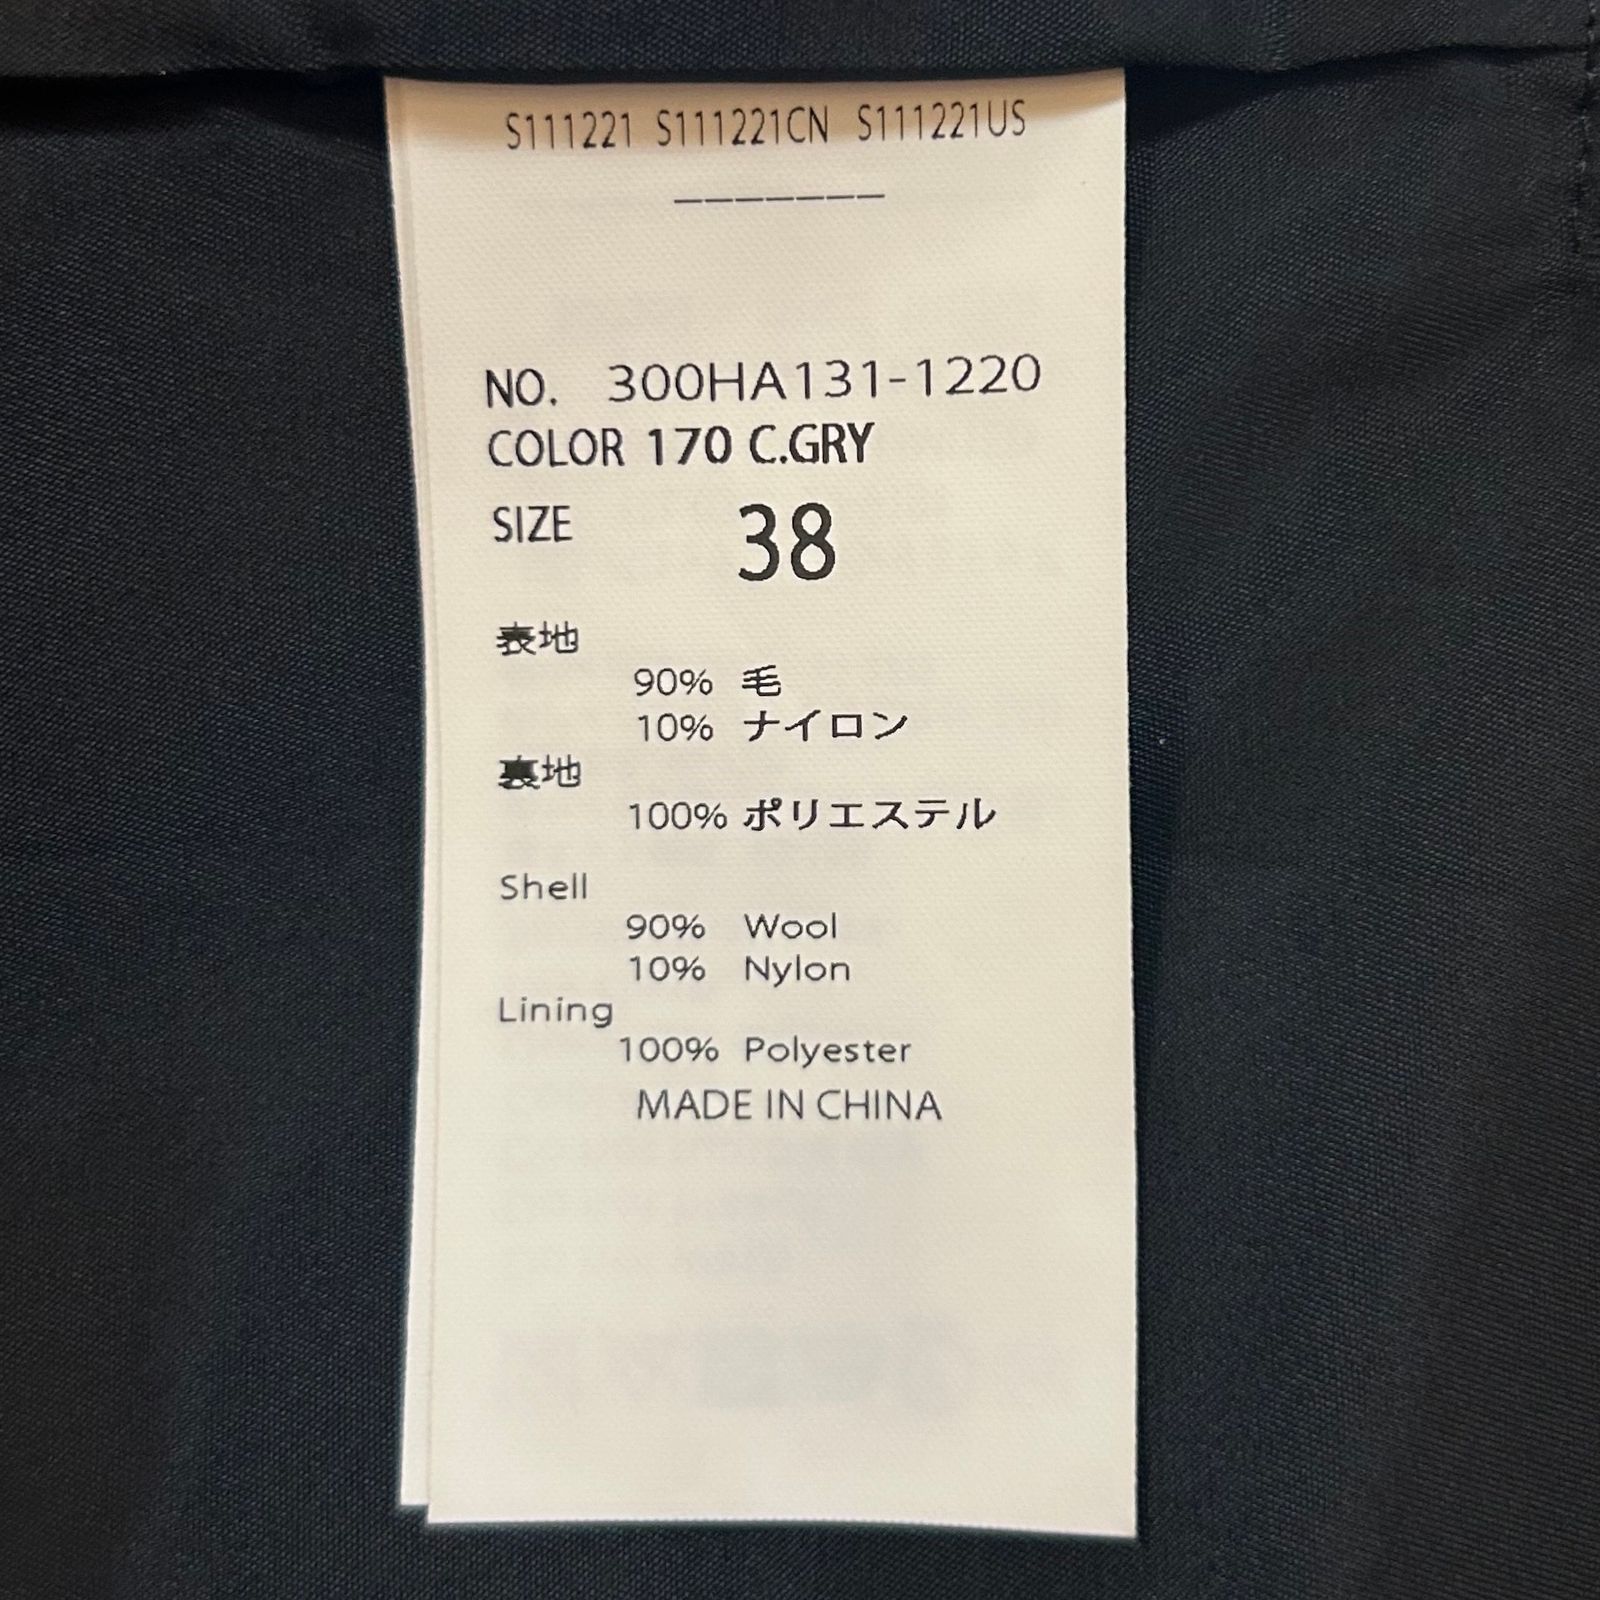 S111221 S111221CN S111221US
-------
NO. 300HA131-1220
COLOR 170 C.GRY
SIZE 38
表地
90% 毛
10% ナイロン
裏地
100% ポリエステル
Shell
90% Wool
10% Nylon
Lining
100% Polyester
MADE IN CHINA